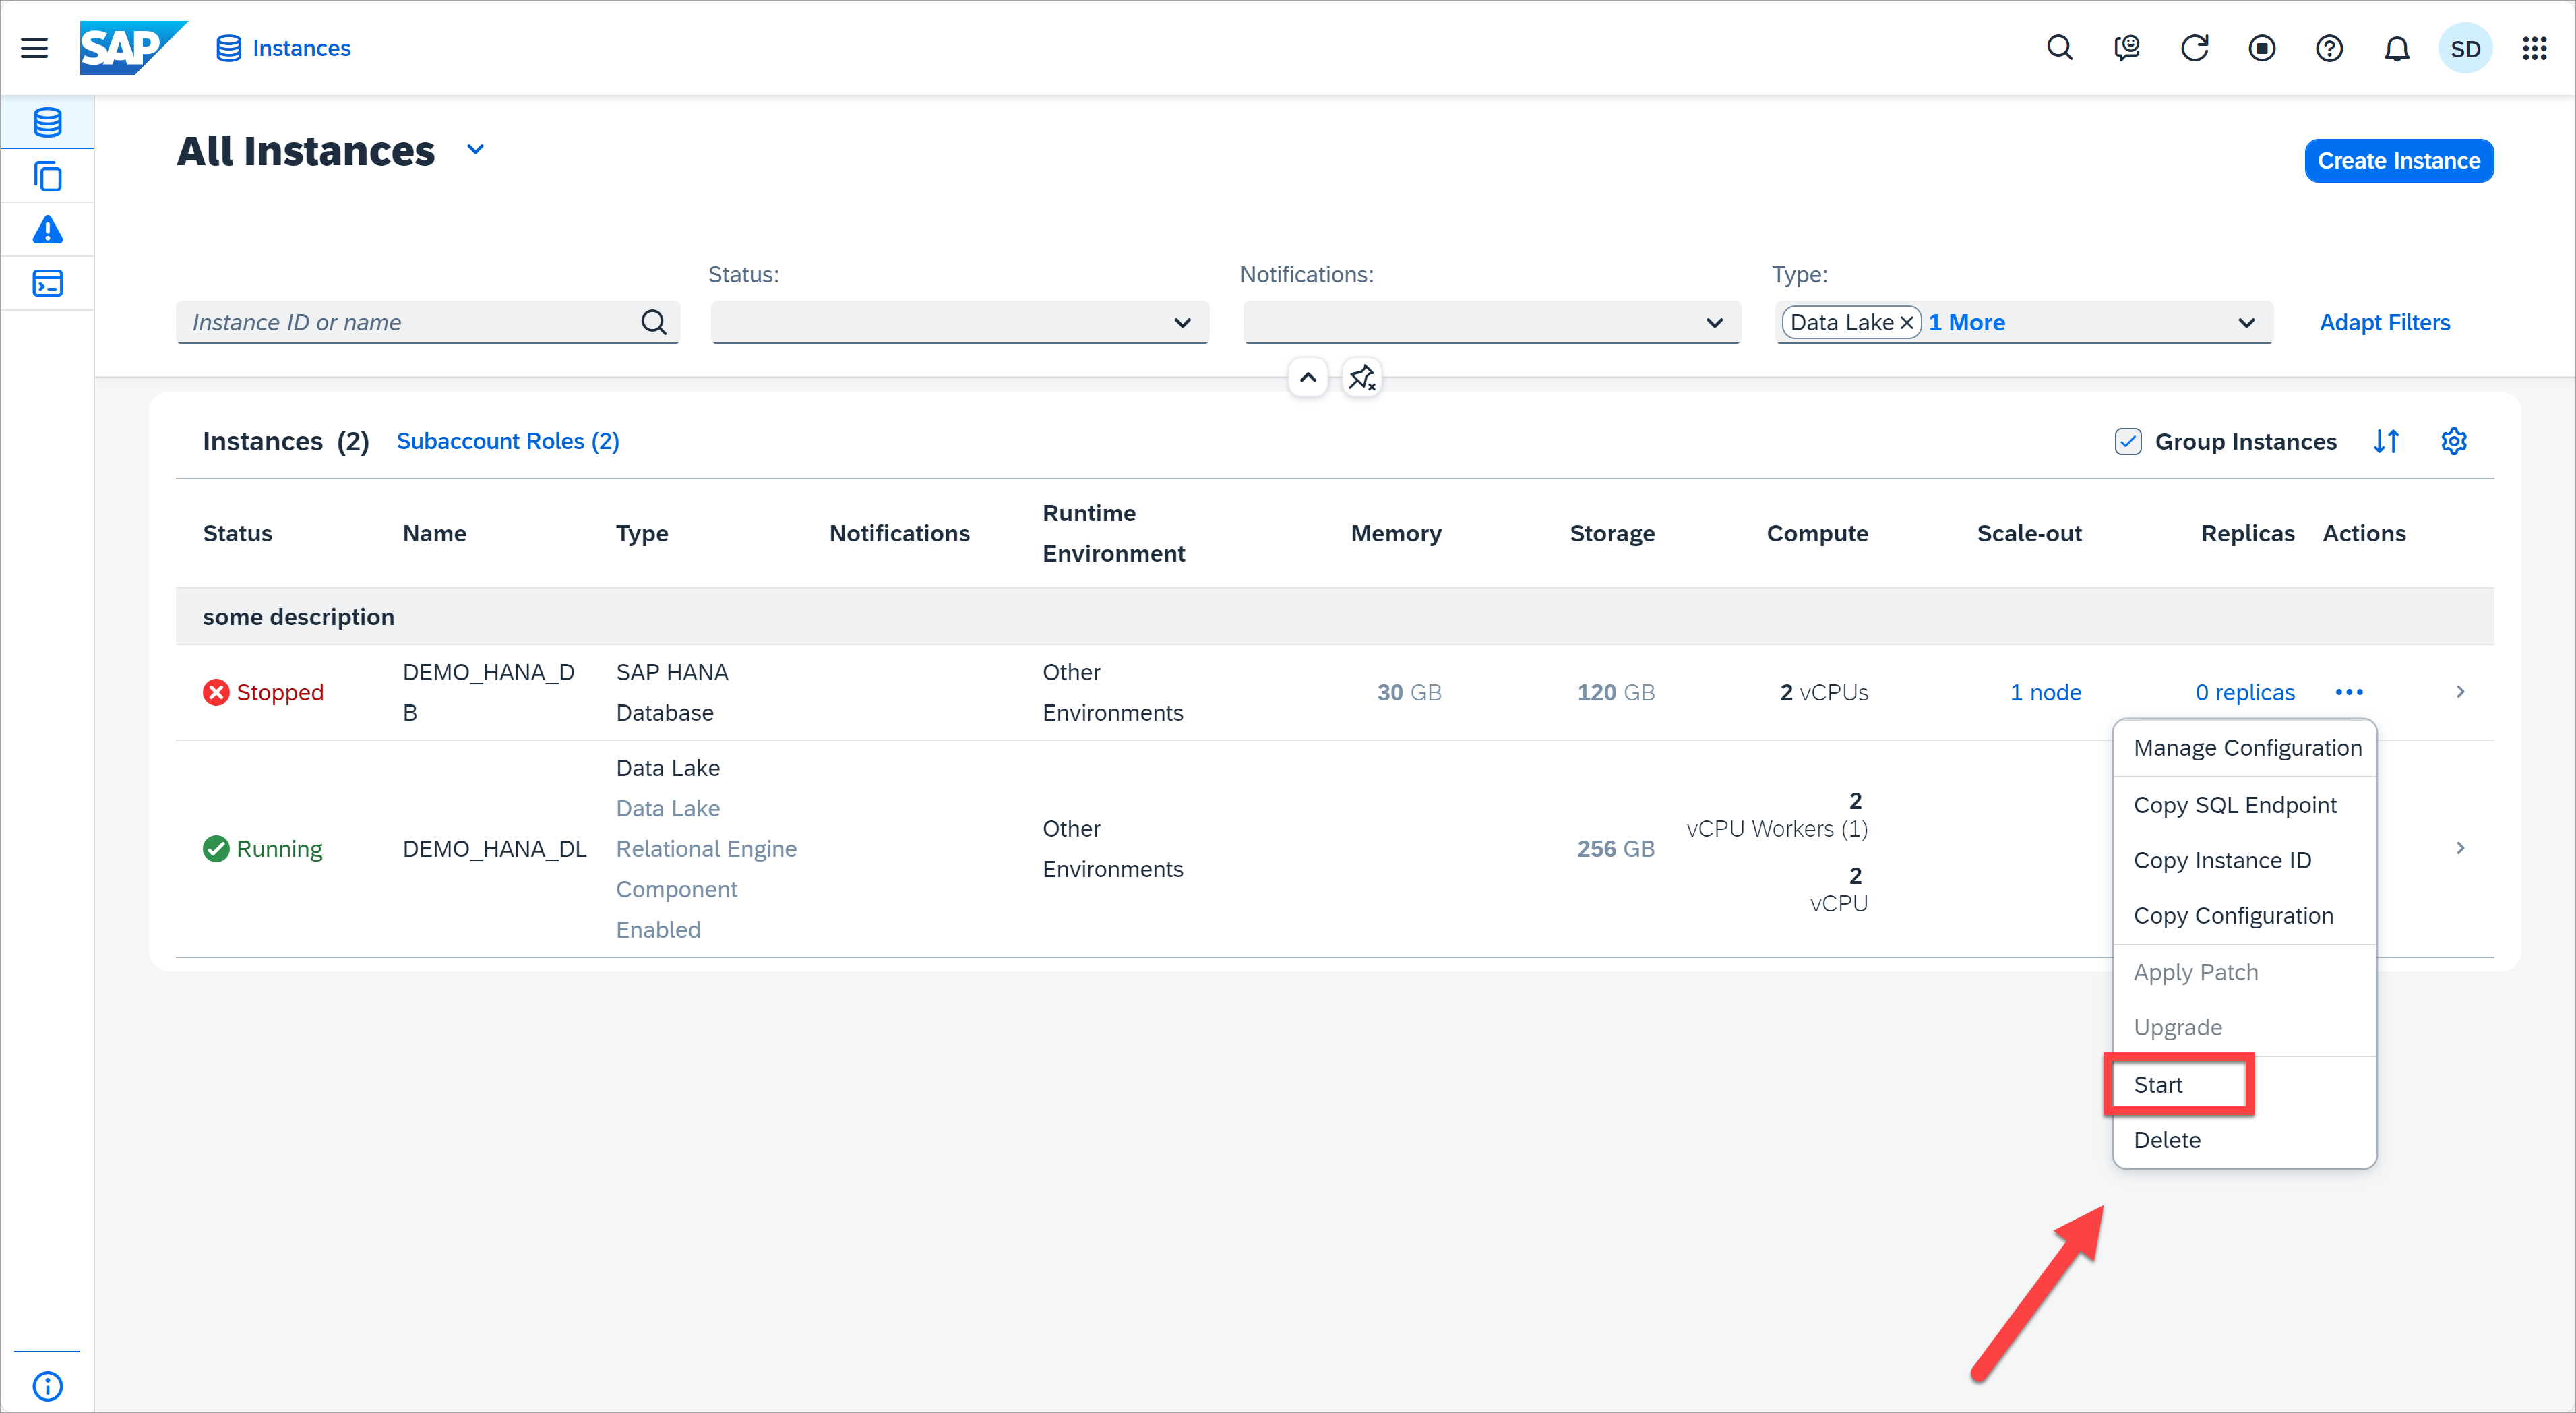 SAP
Instances
SD
All Instances
Create Instance
Status:
Notifications:
Type:
Instance ID or name
Data Lake
1 More
Adapt Filters
Instances (2)
Subaccount Roles (2)
Group Instances
Status
Name
Type
Notifications
Runtime
Environment
Memory
Storage
Compute
Scale-out
Replicas
Actions
some description
Stopped
DEMO_HANA_D
B
SAP HANA
Database
Other
Environments
30 GB
120 GB
2 vCPUs
1 node
0 replicas
Running
DEMO_HANA_DL
Data Lake
Data Lake
Relational Engine
Component
Enabled
Other
Environments
256 GB
2
vCPU Workers (1)
2
vCPU
Manage Configuration
Copy SQL Endpoint
Copy Instance ID
Copy Configuration
Apply Patch
Upgrade
Start
Delete